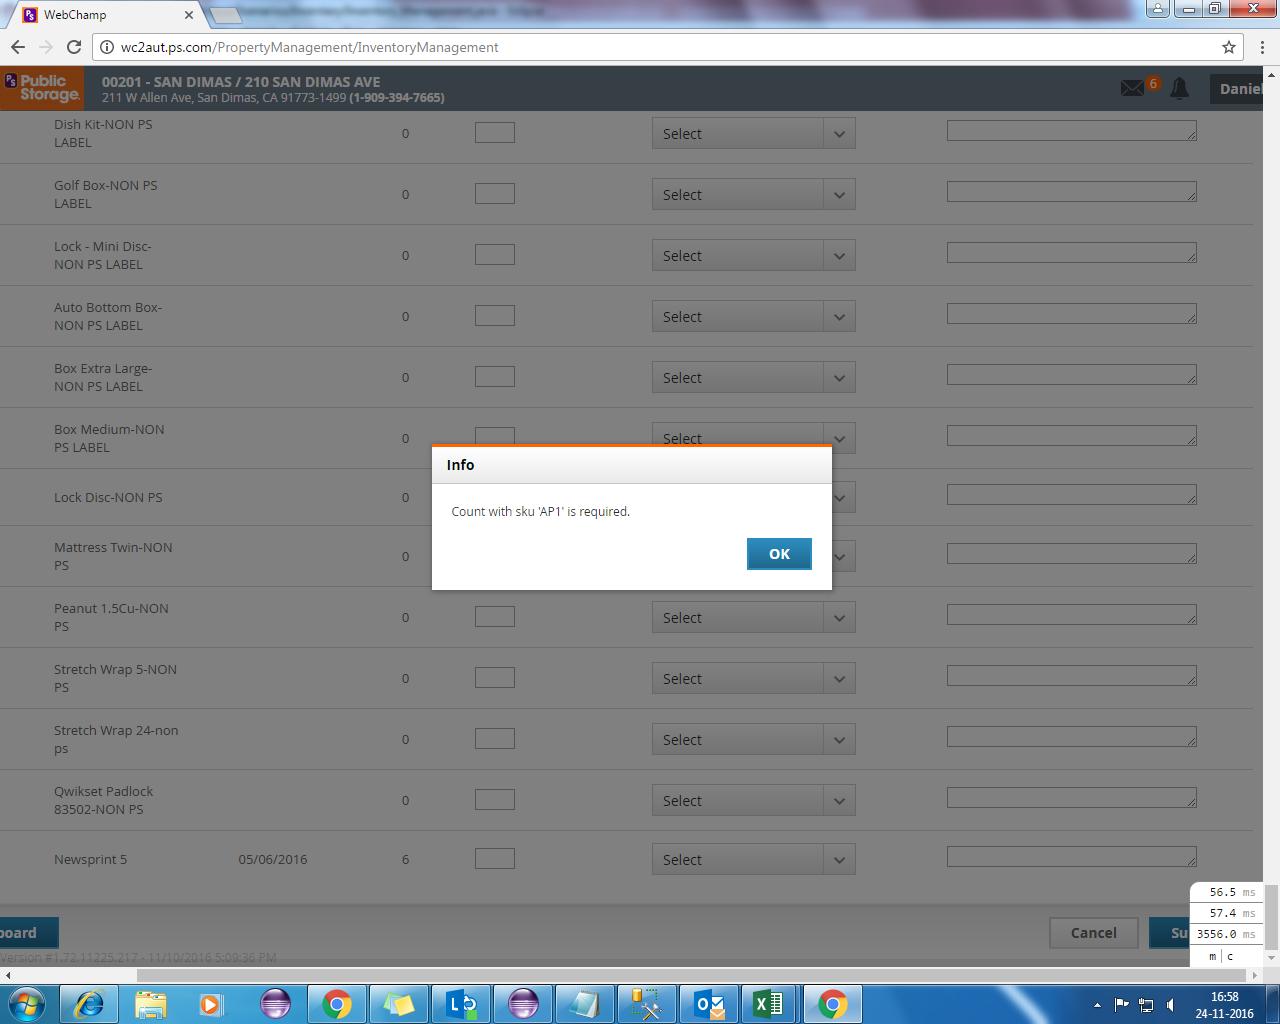 WebChamp
wc2aut.ps.com/PropertyManagement/InventoryManagement
Public Storage.
00201 - SAN DIMAS / 210 SAN DIMAS AVE
211 W Allen Ave, San Dimas, CA 91773-1499 (1-909-394-7665)
6
Daniel
Dish Kit-NON PS
LABEL
0
Select
Golf Box-NON PS
LABEL
0
Select
Lock - Mini Disc-
NON PS LABEL
0
Select
Auto Bottom Box-
NON PS LABEL
0
Select
Box Extra Large-
NON PS LABEL
0
Select
Box Medium-NON
PS LABEL
0
Select
Info
Count with sku 'AP1' is required.
OK
Lock Disc-NON PS
0
Mattress Twin-NON
PS
0
Peanut 1.5Cu-NON
PS
0
Select
Stretch Wrap 5-NON
PS
0
Select
Stretch Wrap 24-non
ps
0
Select
Qwikset Padlock
83502-NON PS
0
Select
Newsprint 5
05/06/2016
6
Select
56.5 ms
57.4 ms
3556.0 ms
m | c
board
Cancel
Su
Version #1.72.11225.217 - 11/10/2016 5:09:36 PM
16:58
24-11-2016